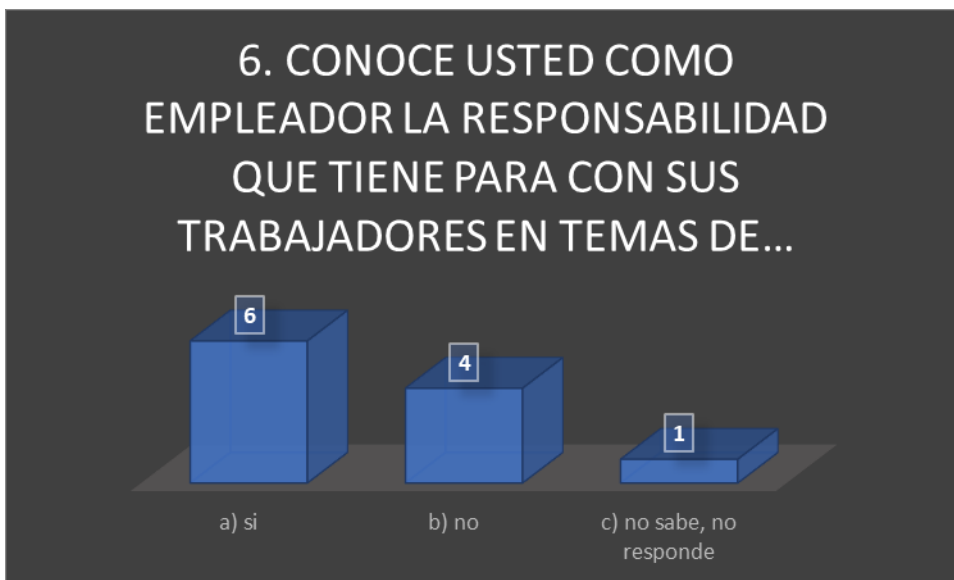 6. CONOCE USTED COMO
EMPLEADOR LA RESPONSABILIDAD
QUE TIENE PARA CON SUS
TRABAJADORES EN TEMAS DE...
6
4
1
a) si
b) no
c) no sabe, no
responde